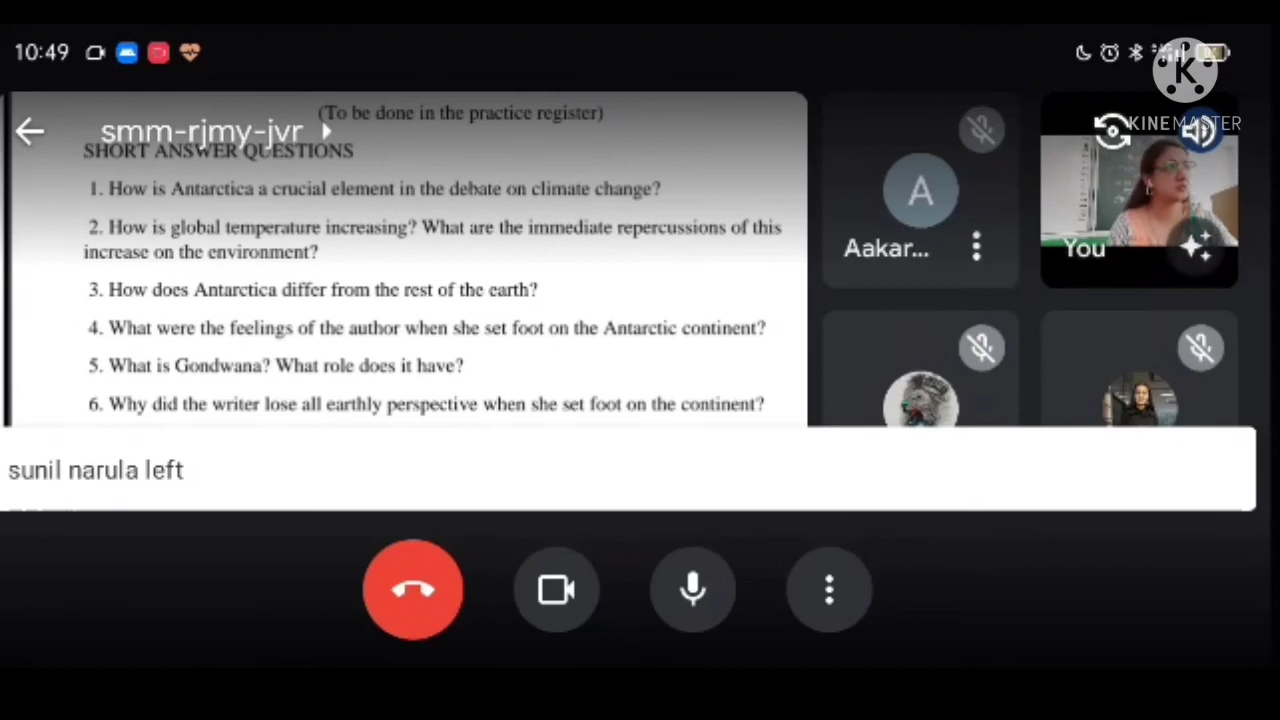 10:49
KINEMASTER
(To be done in the practice register)
smm-rjmy-jvr
SHORT ANSWER QUESTIONS
1. How is Antarctica a crucial element in the debate on climate change?
2. How is global temperature increasing? What are the immediate repercussions of this
increase on the environment?
3. How does Antarctica differ from the rest of the earth?
4. What were the feelings of the author when she set foot on the Antarctic continent?
5. What is Gondwana? What role does it have?
6. Why did the writer lose all earthly perspective when she set foot on the continent?
A
Aakar...
You
K
sunil narula left